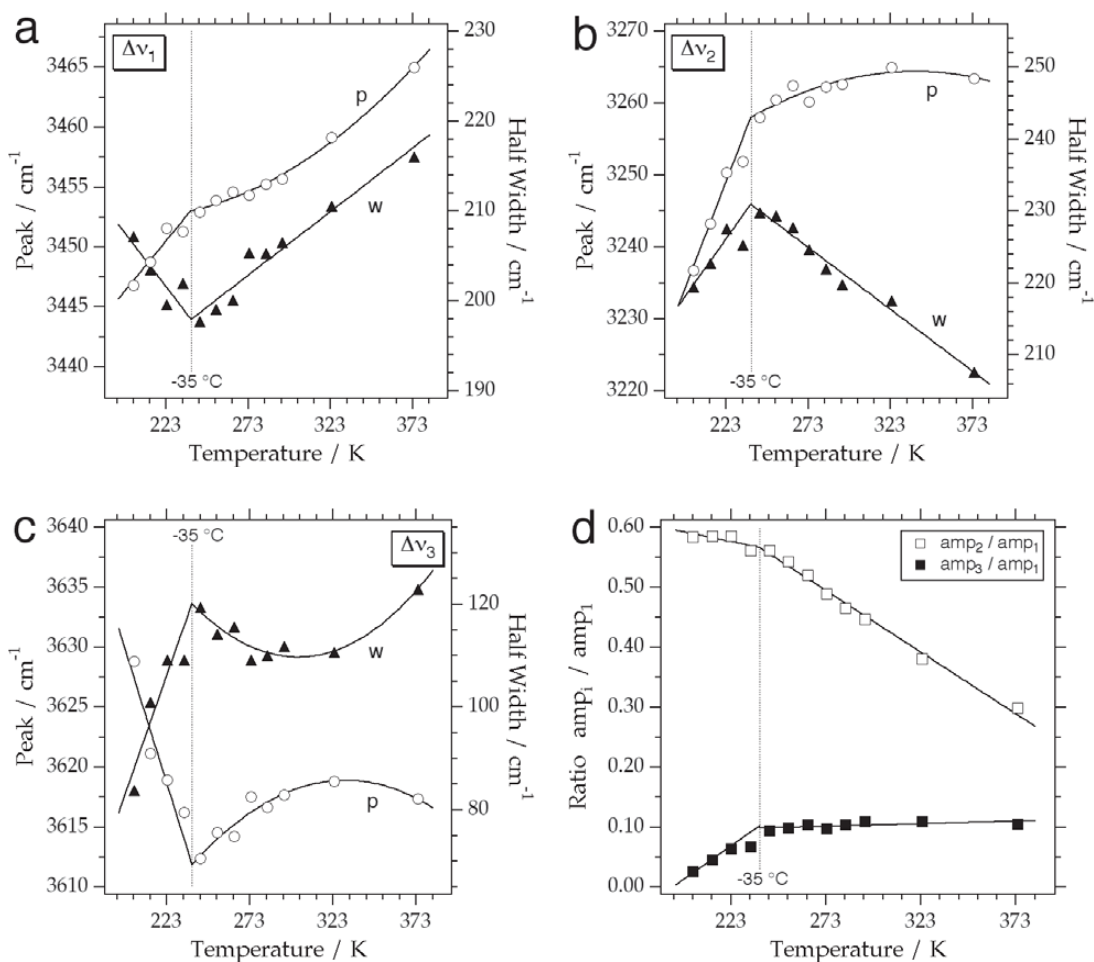 a
Δν1
Peak / cm-1
3465
3460
3455
3450
3445
3440
230
220
210
200
190
Half Width / cm-1
p
w
-35 °C
223
273
323
373
Temperature / K
b
Δν2
Peak / cm-1
3270
3260
3250
3240
3230
3220
250
240
230
220
210
Half Width / cm-1
p
w
-35 °C
223
273
323
373
Temperature / K
c
Δν3
Peak / cm-1
3640
3635
3630
3625
3620
3615
3610
120
100
80
Half Width / cm-1
-35 °C
w
p
223
273
323
373
Temperature / K
d
amp2 / amp1
amp3 / amp1
Ratio ampi / amp1
0.60
0.50
0.40
0.30
0.20
0.10
0.00
-35 °C
223
273
323
373
Temperature / K